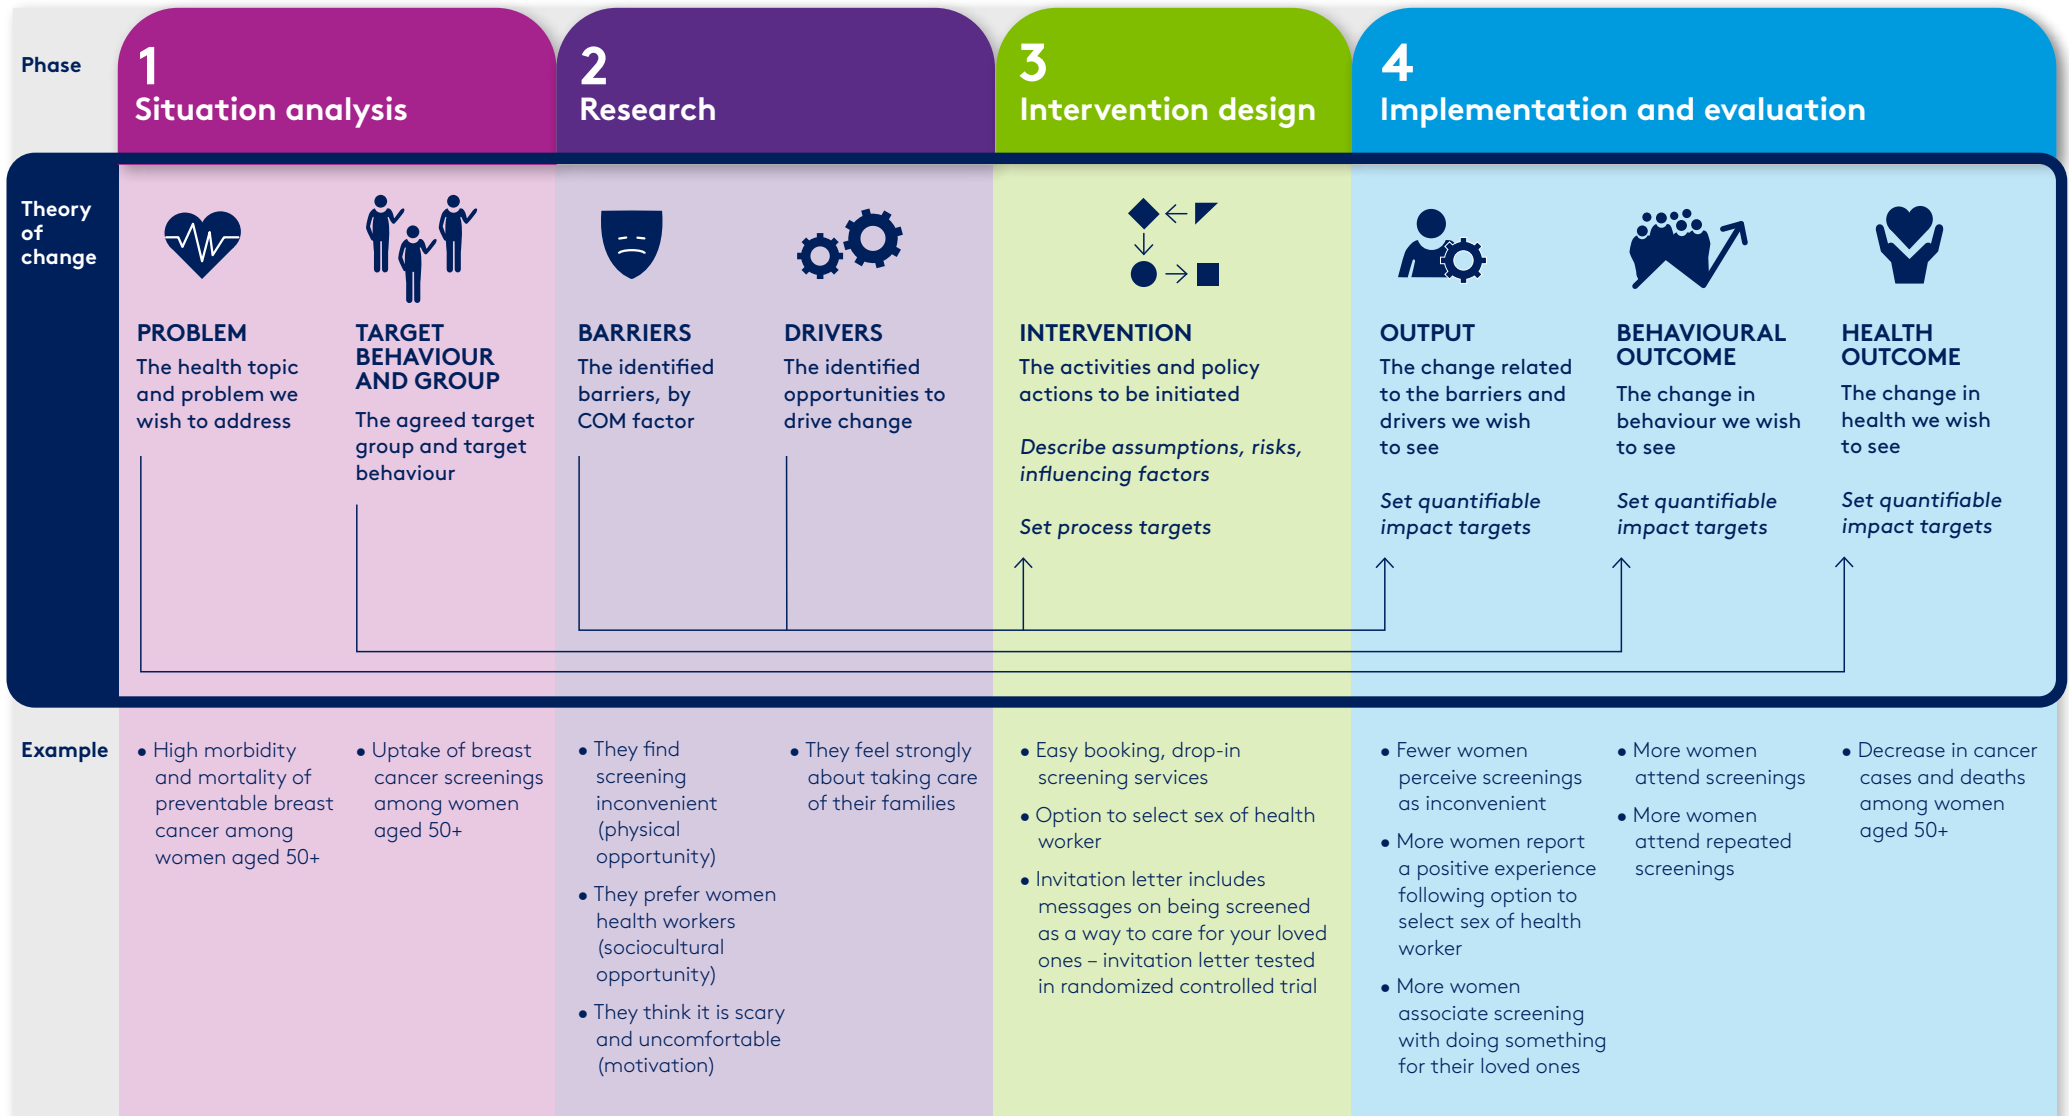 Phase
1
Situation analysis
2
Research
3
Intervention design
4
Implementation and evaluation
Theory
of
change
PROBLEM
The health topic
and problem we
wish to address
TARGET
BEHAVIOUR
AND GROUP
The agreed target
group and target
behaviour
BARRIERS
The identified
barriers, by
COM factor
DRIVERS
The identified
opportunities to
drive change
INTERVENTION
The activities and policy
actions to be initiated
Describe assumptions, risks,
influencing factors
Set process targets
OUTPUT
The change related
to the barriers and
drivers we wish
to see
Set quantifiable
impact targets
BEHAVIOURAL
OUTCOME
The change in
behaviour we wish
to see
Set quantifiable
impact targets
HEALTH
OUTCOME
The change in
health we wish
to see
Set quantifiable
impact targets
Example
• High morbidity
and mortality of
preventable breast
cancer among
women aged 50+
• Uptake of breast
cancer screenings
among women
aged 50+
• They find
screening
inconvenient
(physical
opportunity)
• They prefer women
health workers
(sociocultural
opportunity)
• They think it is scary
and uncomfortable
(motivation)
• They feel strongly
about taking care
of their families
• Easy booking, drop-in
screening services
• Option to select sex of health
worker
• Invitation letter includes
messages on being screened
as a way to care for your loved
ones – invitation letter tested
in randomized controlled trial
• Fewer women
perceive screenings
as inconvenient
• More women report
a positive experience
following option to
select sex of health
worker
• More women
associate screening
with doing something
for their loved ones
• More women
attend screenings
• More women
attend repeated
screenings
• Decrease in cancer
cases and deaths
among women
aged 50+